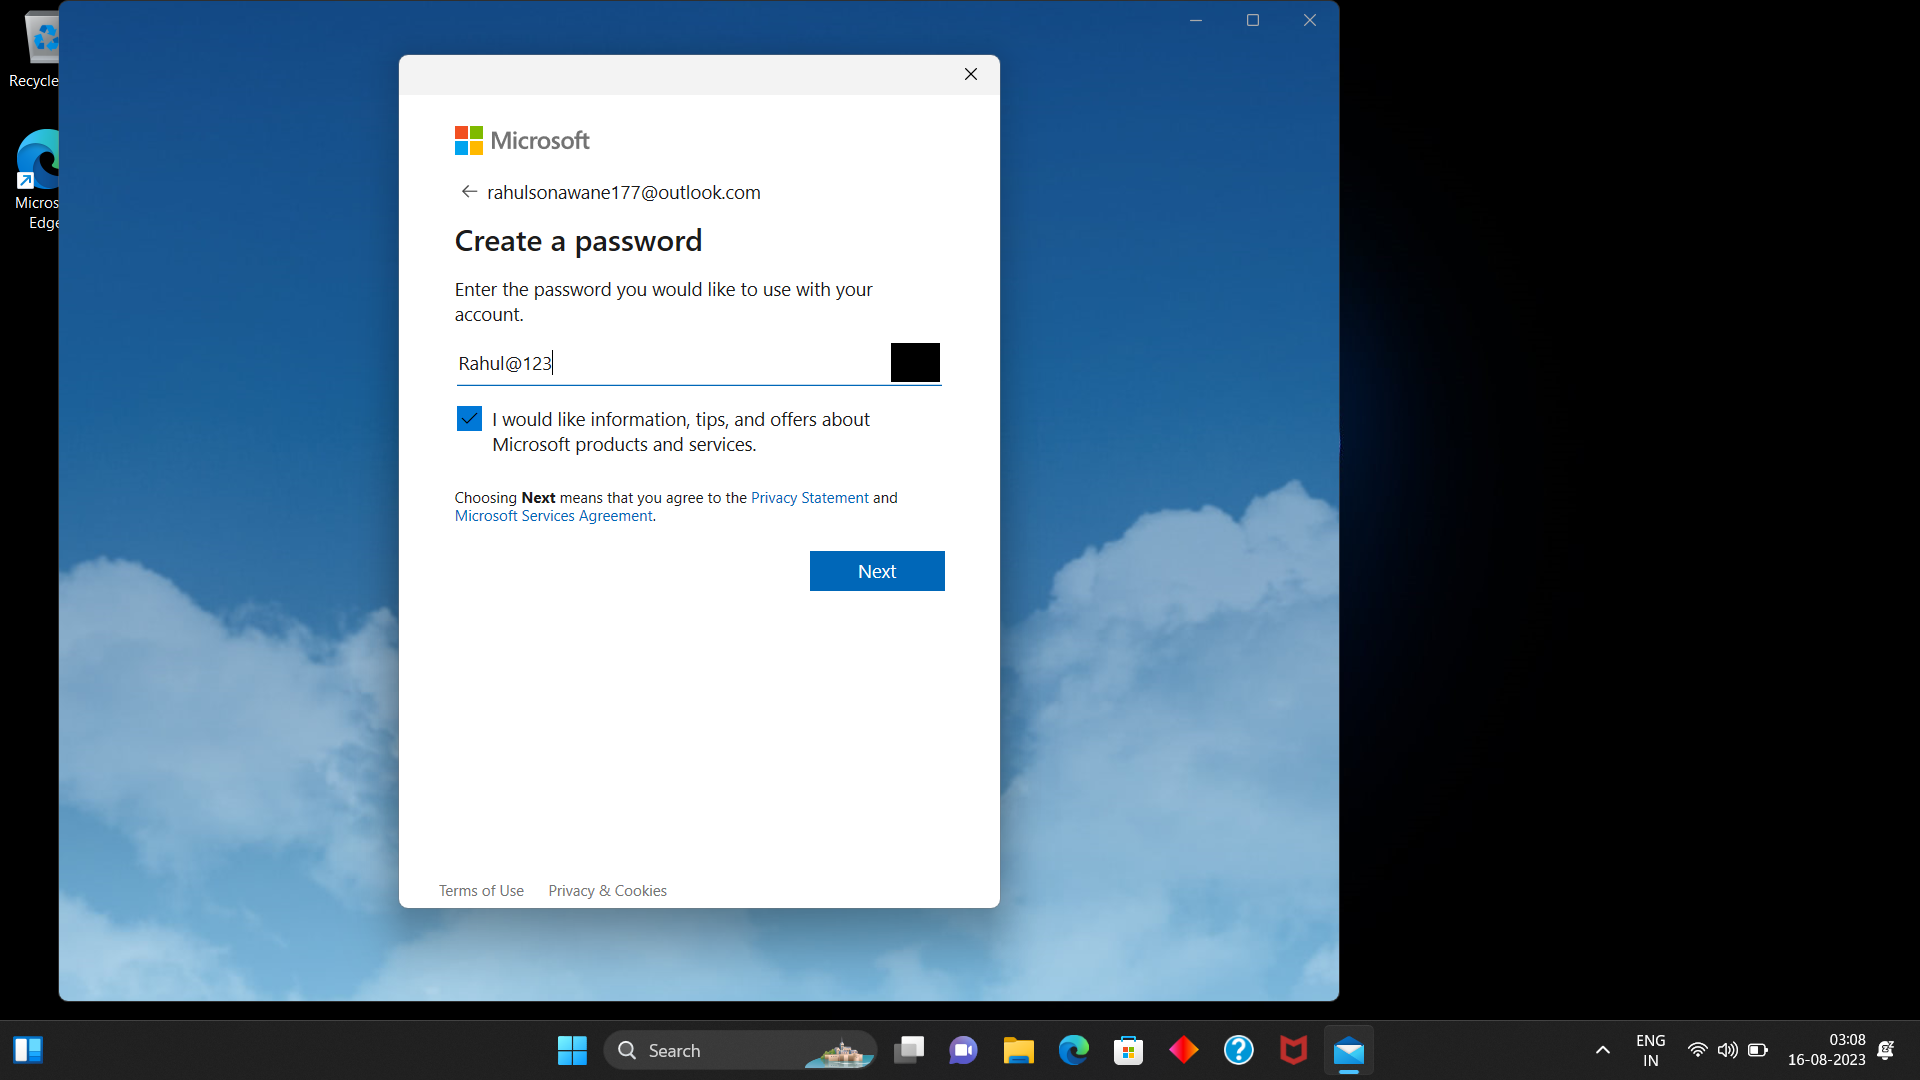 Recycle
Micros
Edge
Microsoft
rahulsonawane177@outlook.com
Create a password
Enter the password you would like to use with your
account.
Rahul@123
I would like information, tips, and offers about
Microsoft products and services.
Choosing Next means that you agree to the Privacy Statement and
Microsoft Services Agreement.
Next
Terms of Use Privacy & Cookies
Search
ENG
IN
03:08
16-08-2023